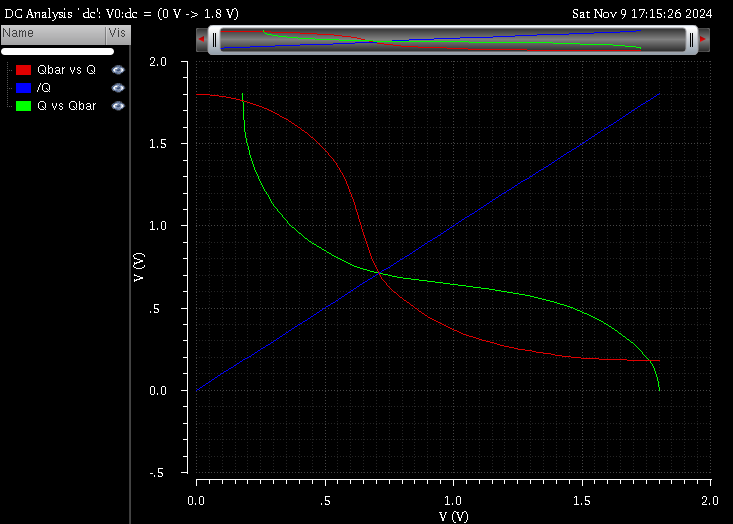 DC Analysis `dc': V0:dc = (0 V -> 1.8 V) Sat Nov 9 17:15:26 2024
Name Vis
Qbar vs Q
/Q
Q vs Qbar
2.0
1.5
1.0
.5
0.0
-.5
V (V)
0.0 .5 1.0 1.5 2.0
V (V)